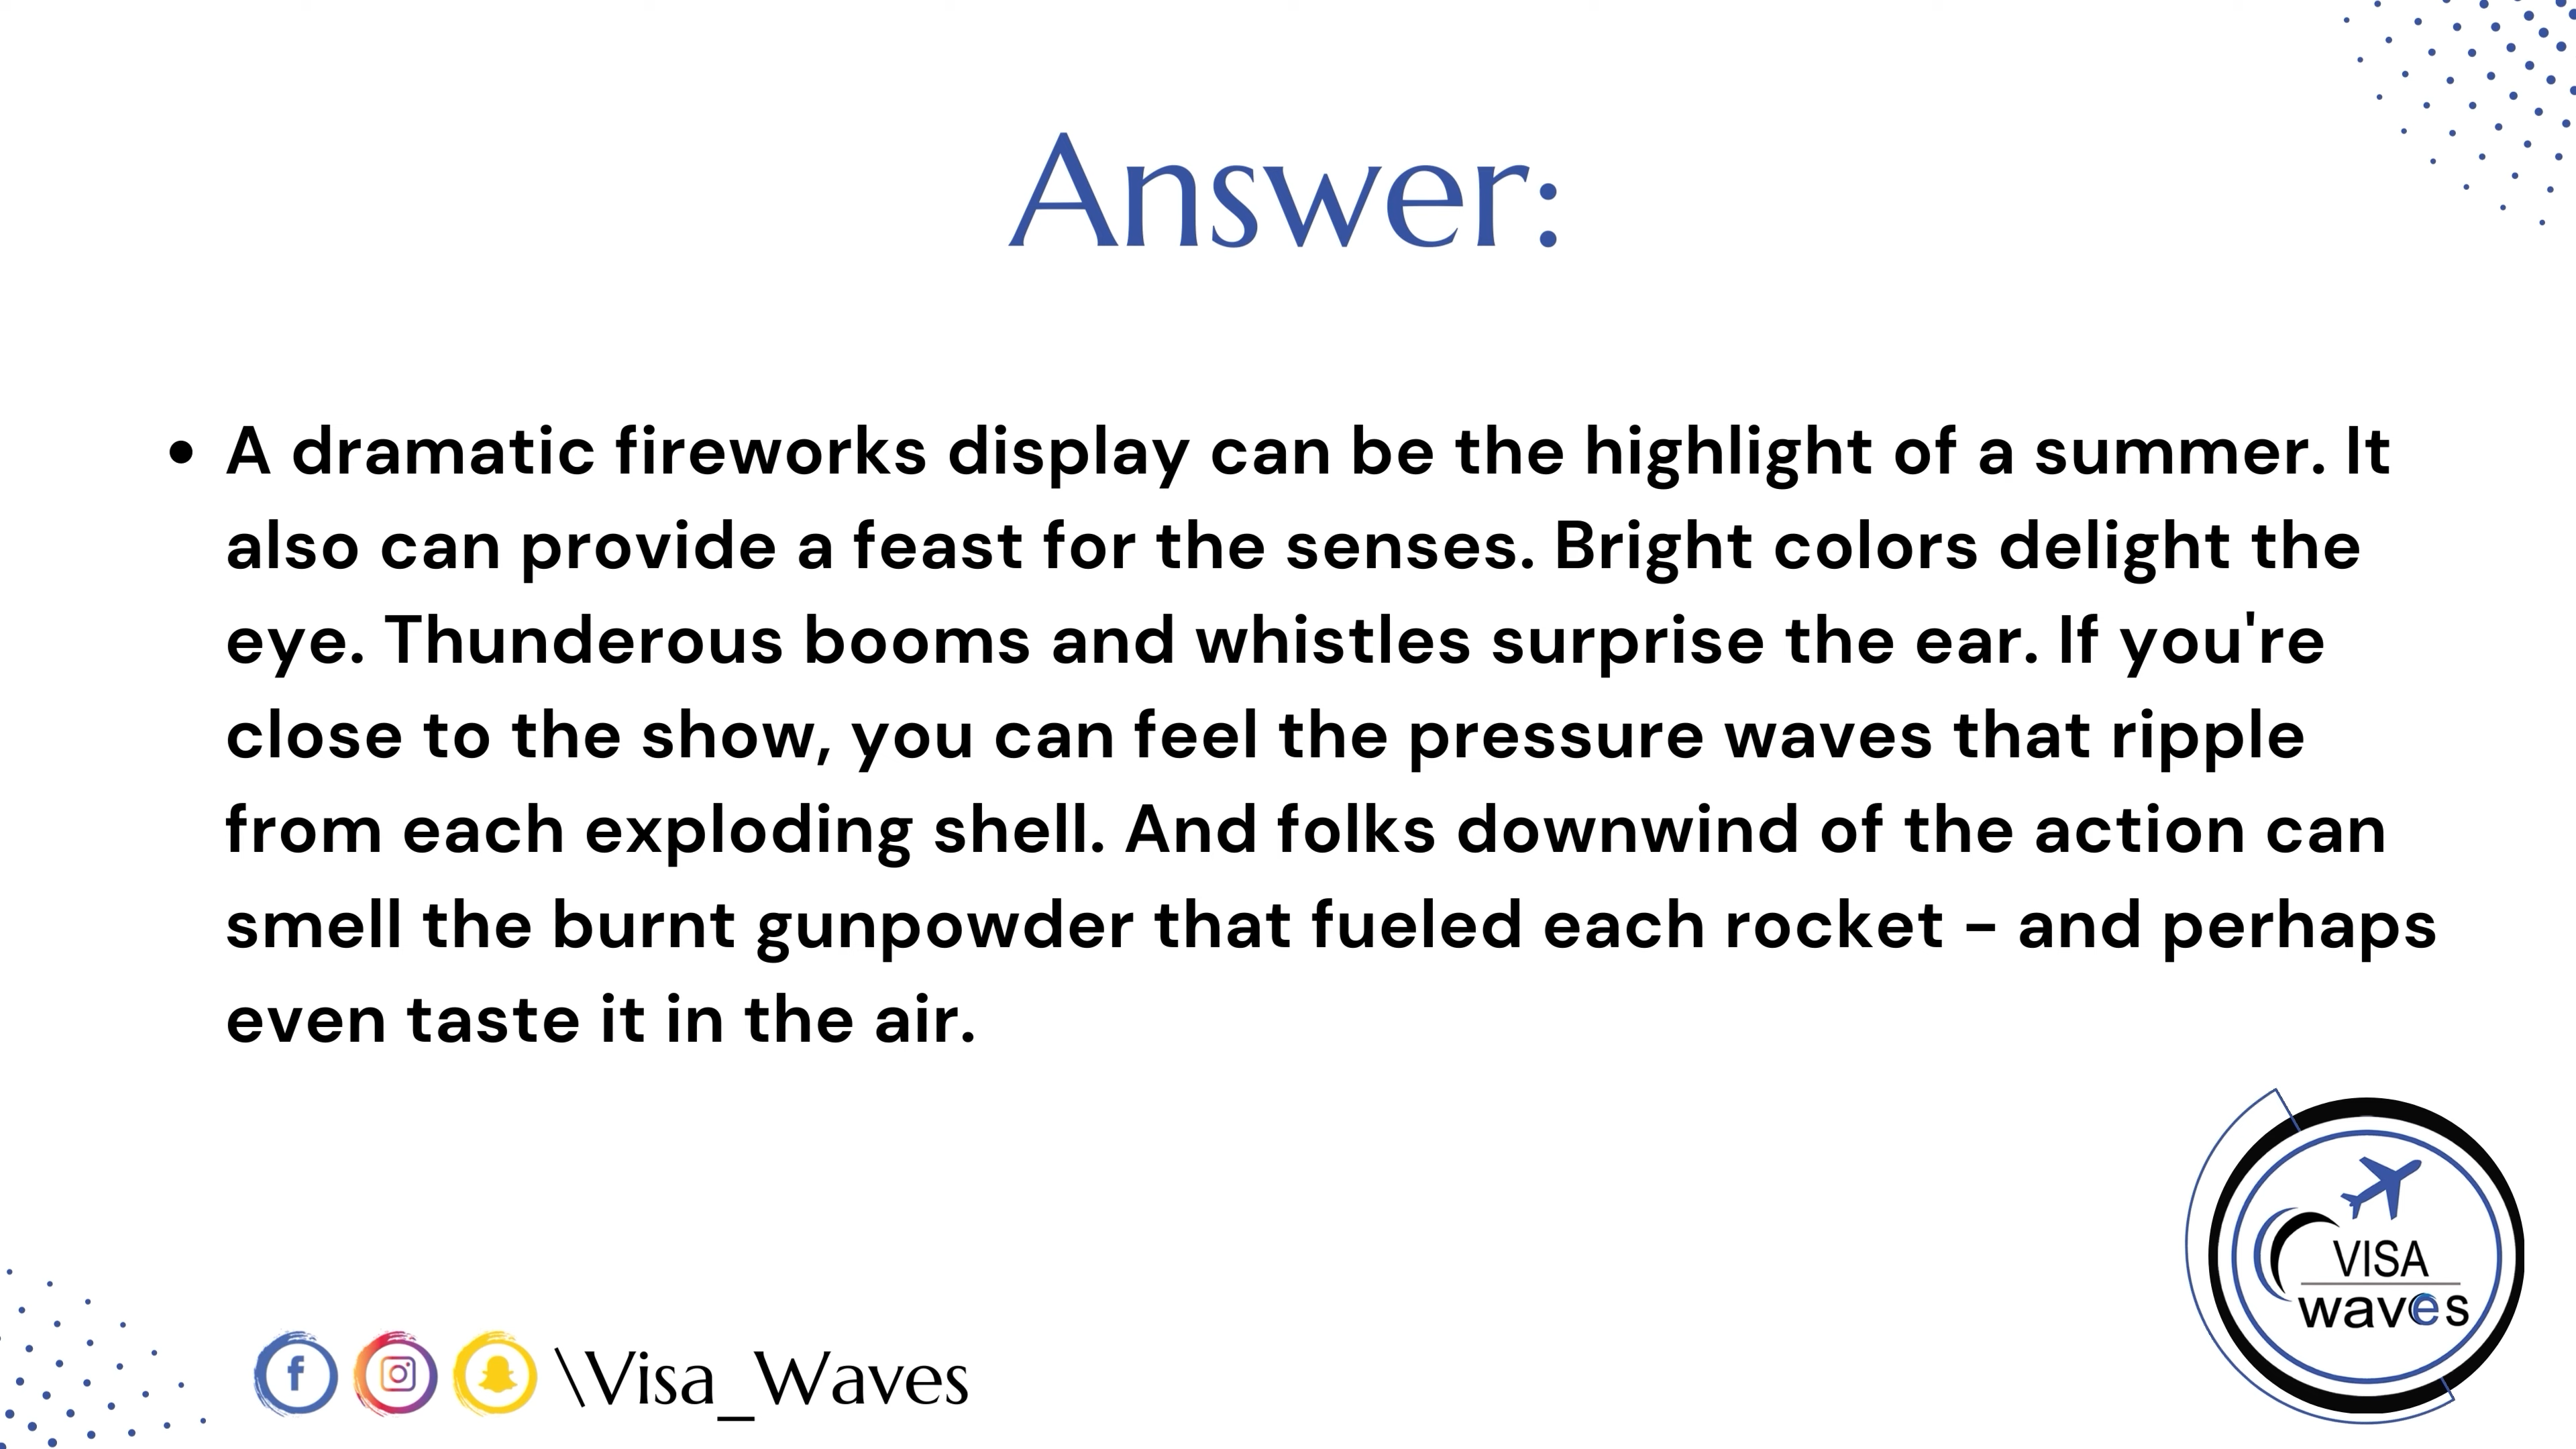 Answer:
• A dramatic fireworks display can be the highlight of a summer. It
also can provide a feast for the senses. Bright colors delight the
eye. Thunderous booms and whistles surprise the ear. If you're
close to the show, you can feel the pressure waves that ripple
from each exploding shell. And folks downwind of the action can
smell the burnt gunpowder that fueled each rocket - and perhaps
even taste it in the air.
\Visa_Waves
VISA
waves